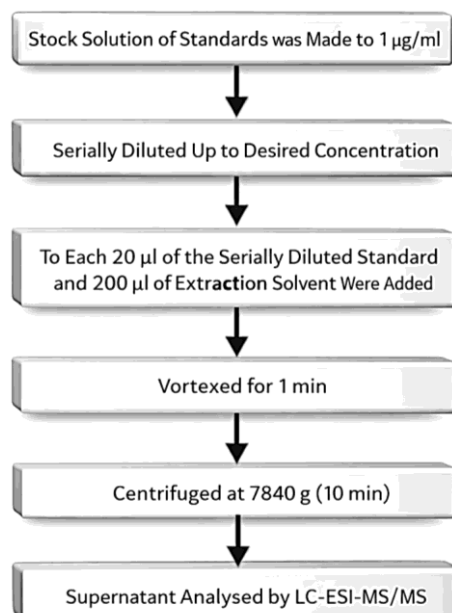 Stock Solution of Standards was Made to 1 µg/ml
Serially Diluted Up to Desired Concentration
To Each 20 µl of the Serially Diluted Standard
and 200 µl of Extraction Solvent Were Added
Vortexed for 1 min
Centrifuged at 7840 g (10 min)
Supernatant Analysed by LC-ESI-MS/MS